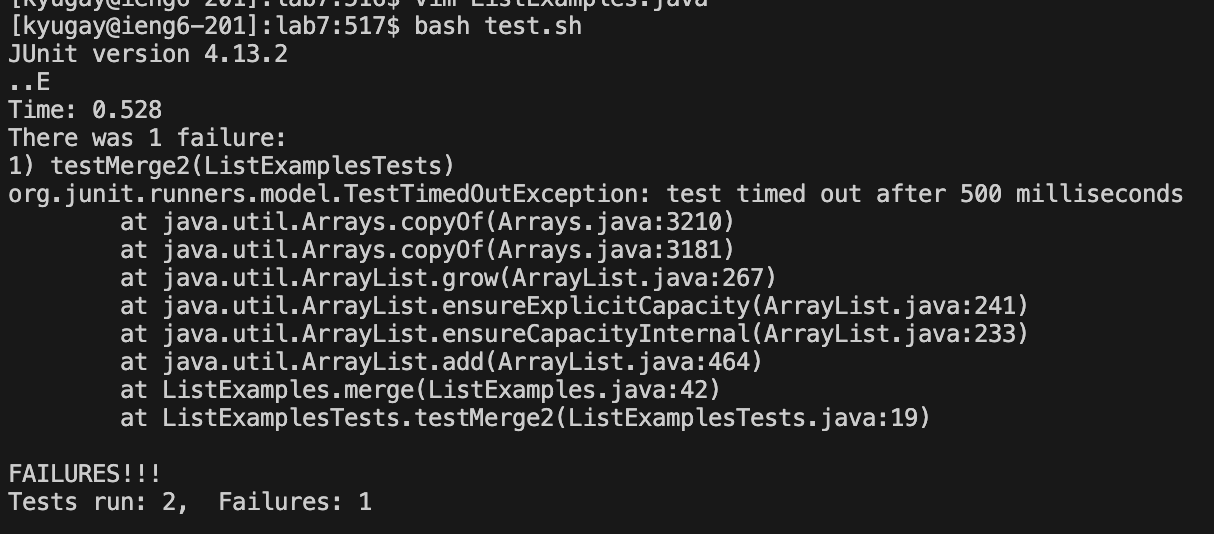 [kyugay@ieng6-201]:lab7:516$ vim ListExamples.java
[kyugay@ieng6-201]:lab7:517$ bash test.sh
JUnit version 4.13.2
..E
Time: 0.528
There was 1 failure:
1) testMerge2(ListExamplesTests)
org.junit.runners.model.TestTimedOutException: test timed out after 500 milliseconds
        at java.util.Arrays.copyOf(Arrays.java:3210)
        at java.util.Arrays.copyOf(Arrays.java:3181)
        at java.util.ArrayList.grow(ArrayList.java:267)
        at java.util.ArrayList.ensureExplicitCapacity(ArrayList.java:241)
        at java.util.ArrayList.ensureCapacityInternal(ArrayList.java:233)
        at java.util.ArrayList.add(ArrayList.java:464)
        at ListExamples.merge(ListExamples.java:42)
        at ListExamplesTests.testMerge2(ListExamplesTests.java:19)

FAILURES!!!
Tests run: 2,  Failures: 1